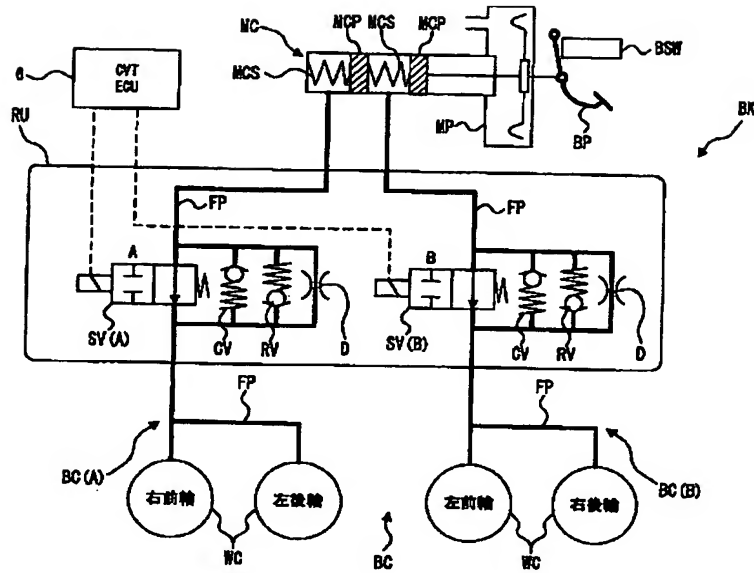 MC
MCP
MCS
MCP
MCS
BSW
6
CVT
ECU
MP
BP
BK
RU
FP
FP
A
B
SV(A)
CV
RV
D
SV(B)
CV
RV
D
FP
FP
BC(A)
BC(B)
右前輪
左後輪
左前輪
右後輪
WC
BC
WC